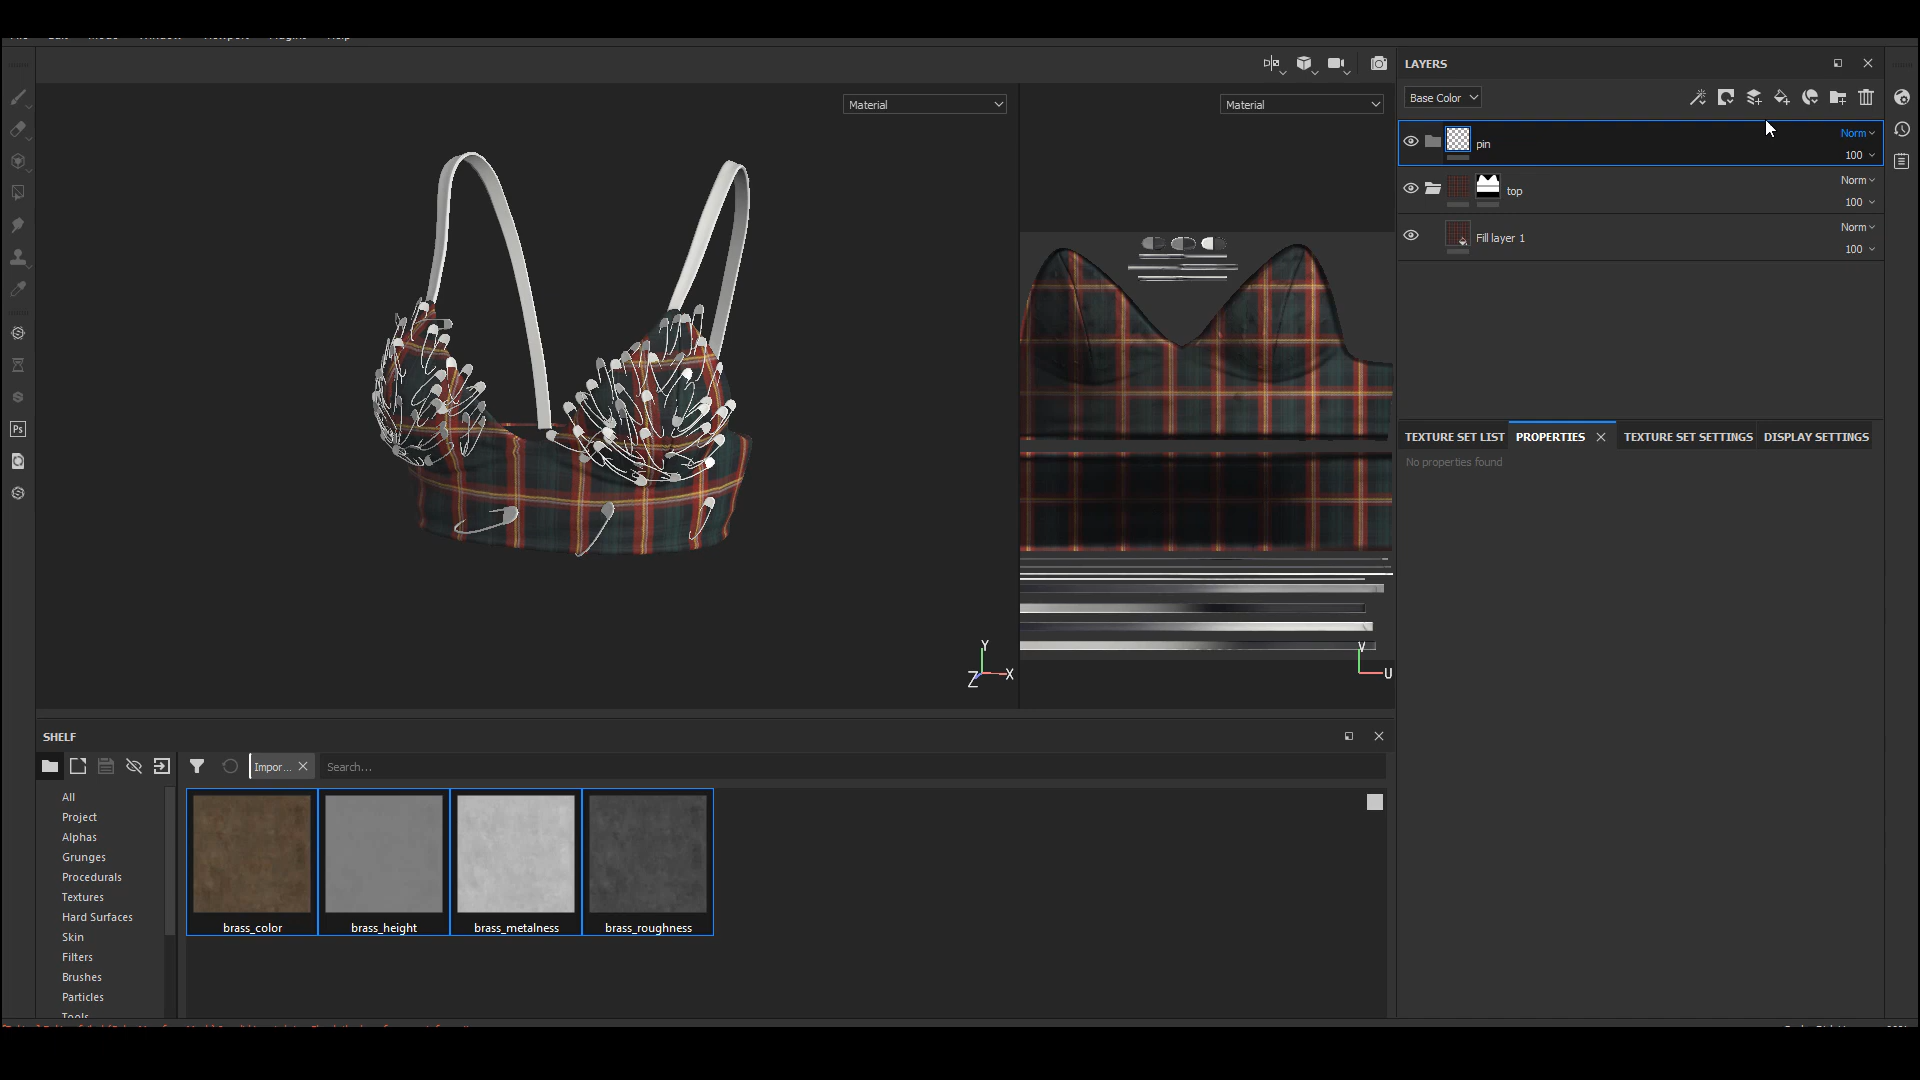 LAYERS
Material
Material
Base Color
pin
Norm
100
top
Norm
100
Fill layer 1
Norm
100
Y
Z
X
V
U
TEXTURE SET LIST
PROPERTIES
TEXTURE SET SETTINGS
DISPLAY SETTINGS
No properties found
SHELF
Impor...
Search...
All
Project
Alphas
Grunges
Procedurals
Textures
Hard Surfaces
Skin
Filters
Brushes
Particles
Tools
brass_color
brass_height
brass_metalness
brass_roughness
Ps